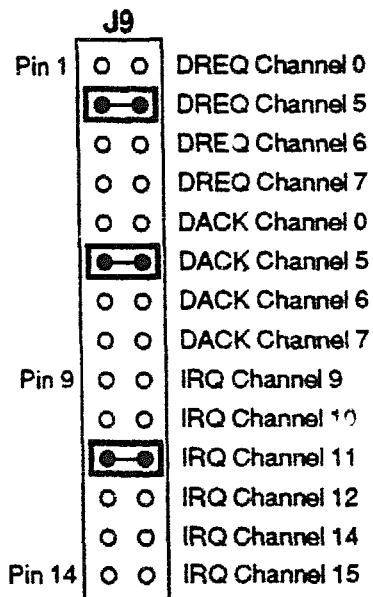 J9
Pin 1 DREQ Channel 0
DREQ Channel 5
DREQ Channel 6
DREQ Channel 7
DACK Channel 0
DACK Channel 5
DACK Channel 6
DACK Channel 7
Pin 9 IRQ Channel 9
IRQ Channel 10
IRQ Channel 11
IRQ Channel 12
IRQ Channel 14
Pin 14 IRQ Channel 15